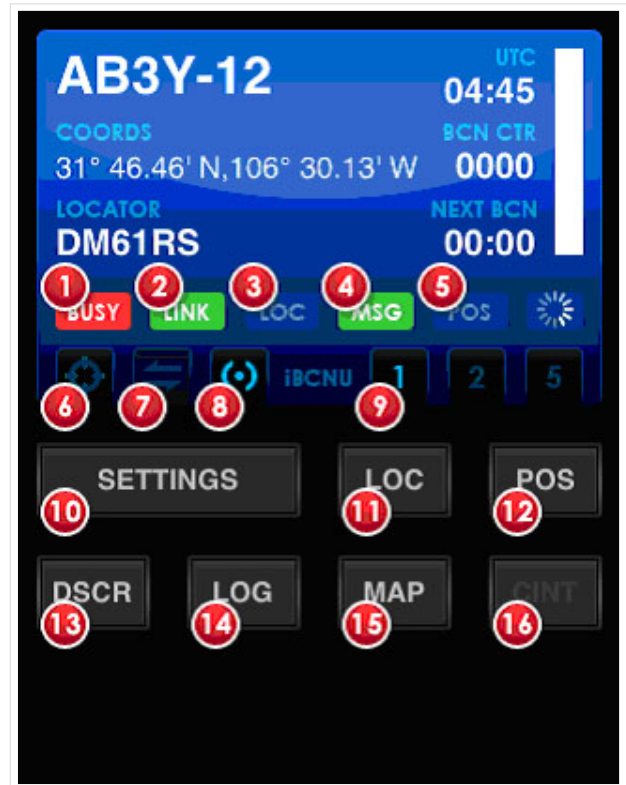 UTC
AB3Y-12
04:45
COORDS BCN CTR
31° 46.46' N,106° 30.13' W 0000
LOCATOR NEXT BCN
DM61RS 00:00
1 2 3 4 5
BUSY LINK LOC MSG POS
iBCNU 1 2 5
6 7 8 9
SETTINGS LOC POS
10 11 12
DSCR LOG MAP CINT
13 14 15 16